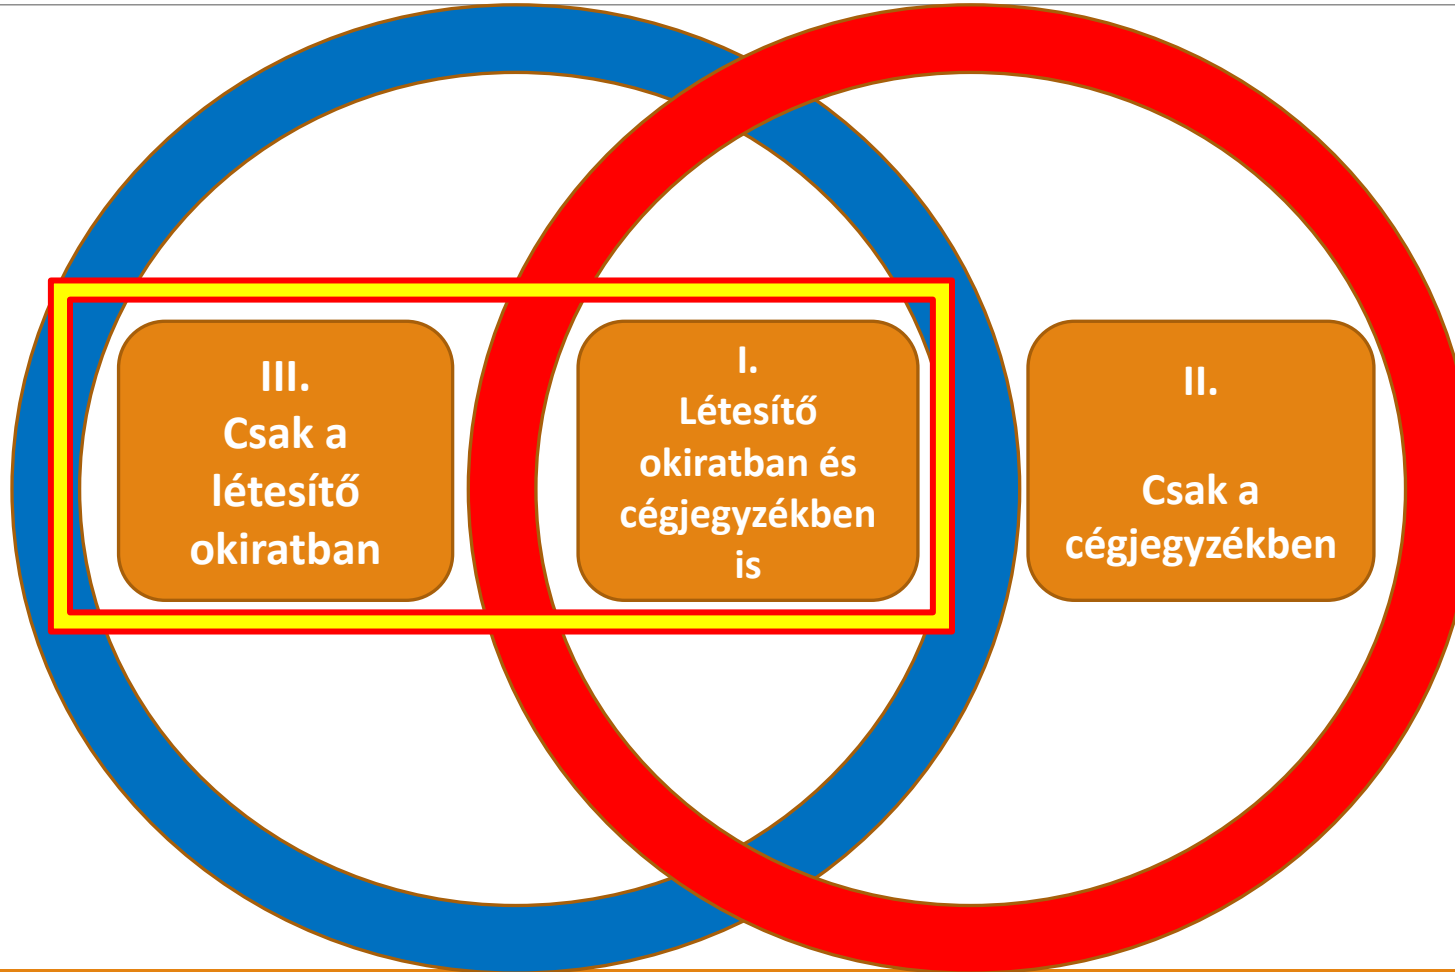 III.
Csak a
létesítő
okiratban
I.
Létesítő
okiratban és
cégjegyzékben
is
II.
Csak a
cégjegyzékben